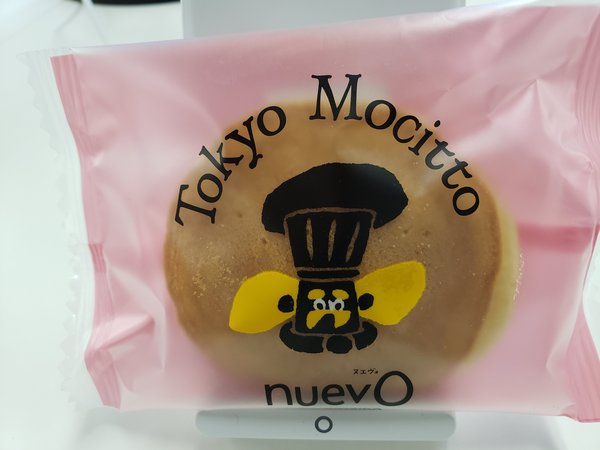 Tokyo Mocitto
ヌエヴォ
nuevo